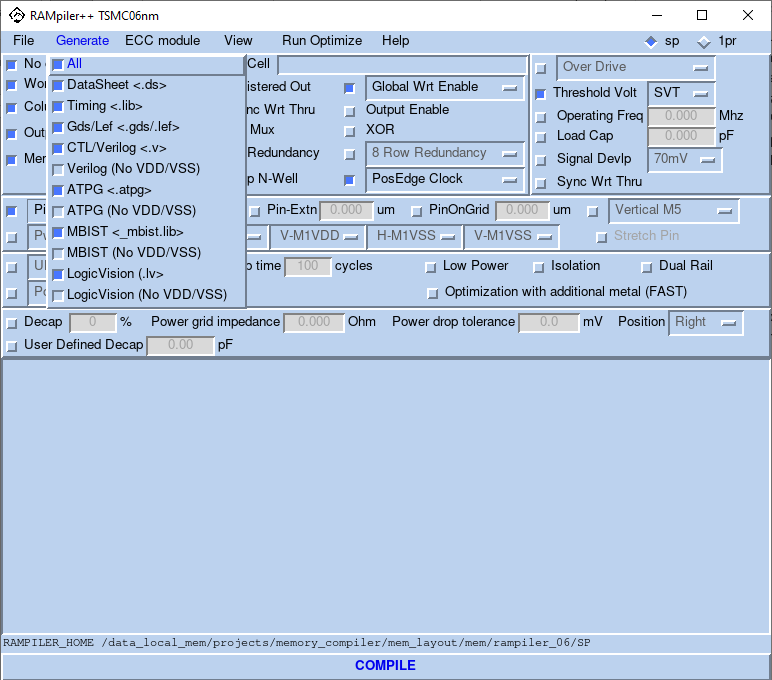 RAMpiler++ TSMC06nm
File Generate ECC module View Run Optimize Help sp 1pr
No All Cell Over Drive
DataSheet <.ds> istered Out Global Wrt Enable Threshold Volt SVT
Timing <.lib> nc Wrt Thru Output Enable Operating Freq 0.000 Mhz
Gds/Lef <.gds/.lef> Mux XOR Load Cap 0.000 pF
CTL/Verilog <.v> Redundancy 8 Row Redundancy Signal Devlp 70mV
Verilog (No VDD/VSS)
ATPG <.atpg> p N-Well PosEdge Clock Sync Wrt Thru
ATPG (No VDD/VSS) Pin-Extn 0.000 um PinOnGrid 0.000 um Vertical M5
MBIST <_mbist.lib> V-M1VDD H-M1VSS V-M1VSS Stretch Pin
MBIST (No VDD/VSS)
LogicVision (.lv> time 100 cycles Low Power Isolation Dual Rail
LogicVision (No VDD/VSS) Optimization with additional metal (FAST)
Decap 0 % Power grid impedance 0.000 Ohm Power drop tolerance 0.0 mV Position Right
User Defined Decap 0.00 pF
RAMPILER_HOME /data_local_mem/projects/memory_compiler/mem_layout/mem/rampiler_06/SP
COMPILE